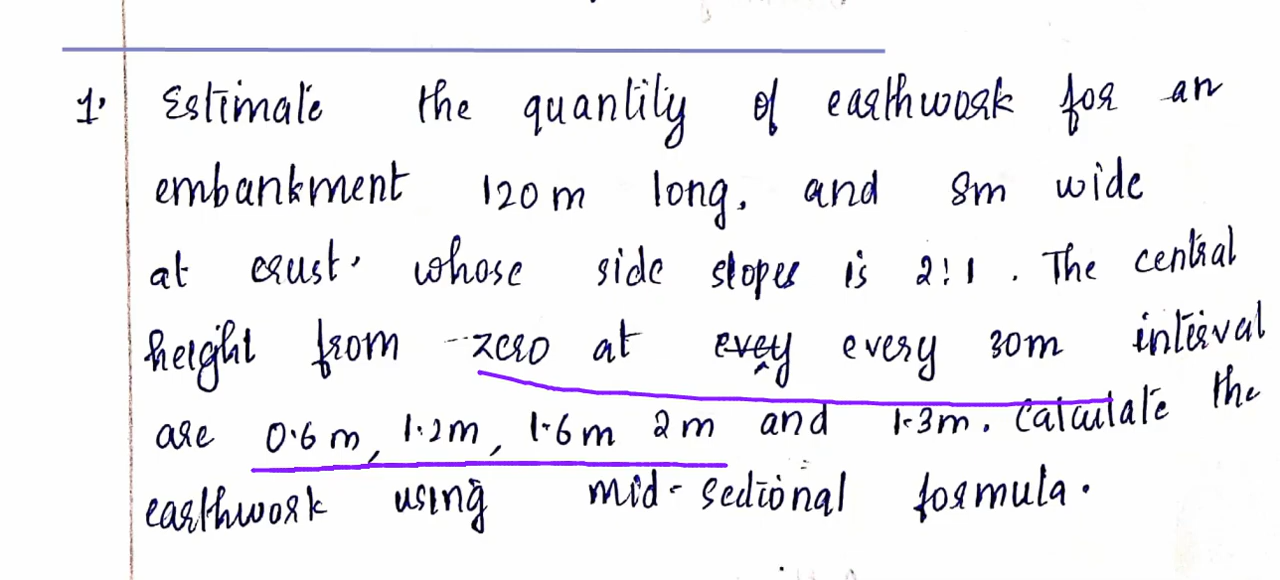 1. Estimate the quantity of earthwork for an
embankment 120 m long, and 8m wide
at crust, whose side slopes is 2:1. The central
height from zero at evey every 30m interval
are 0.6 m, 1.2m, 1.6m 2m and 1.3m. Calculate the
earthwork using mid-sectional formula.